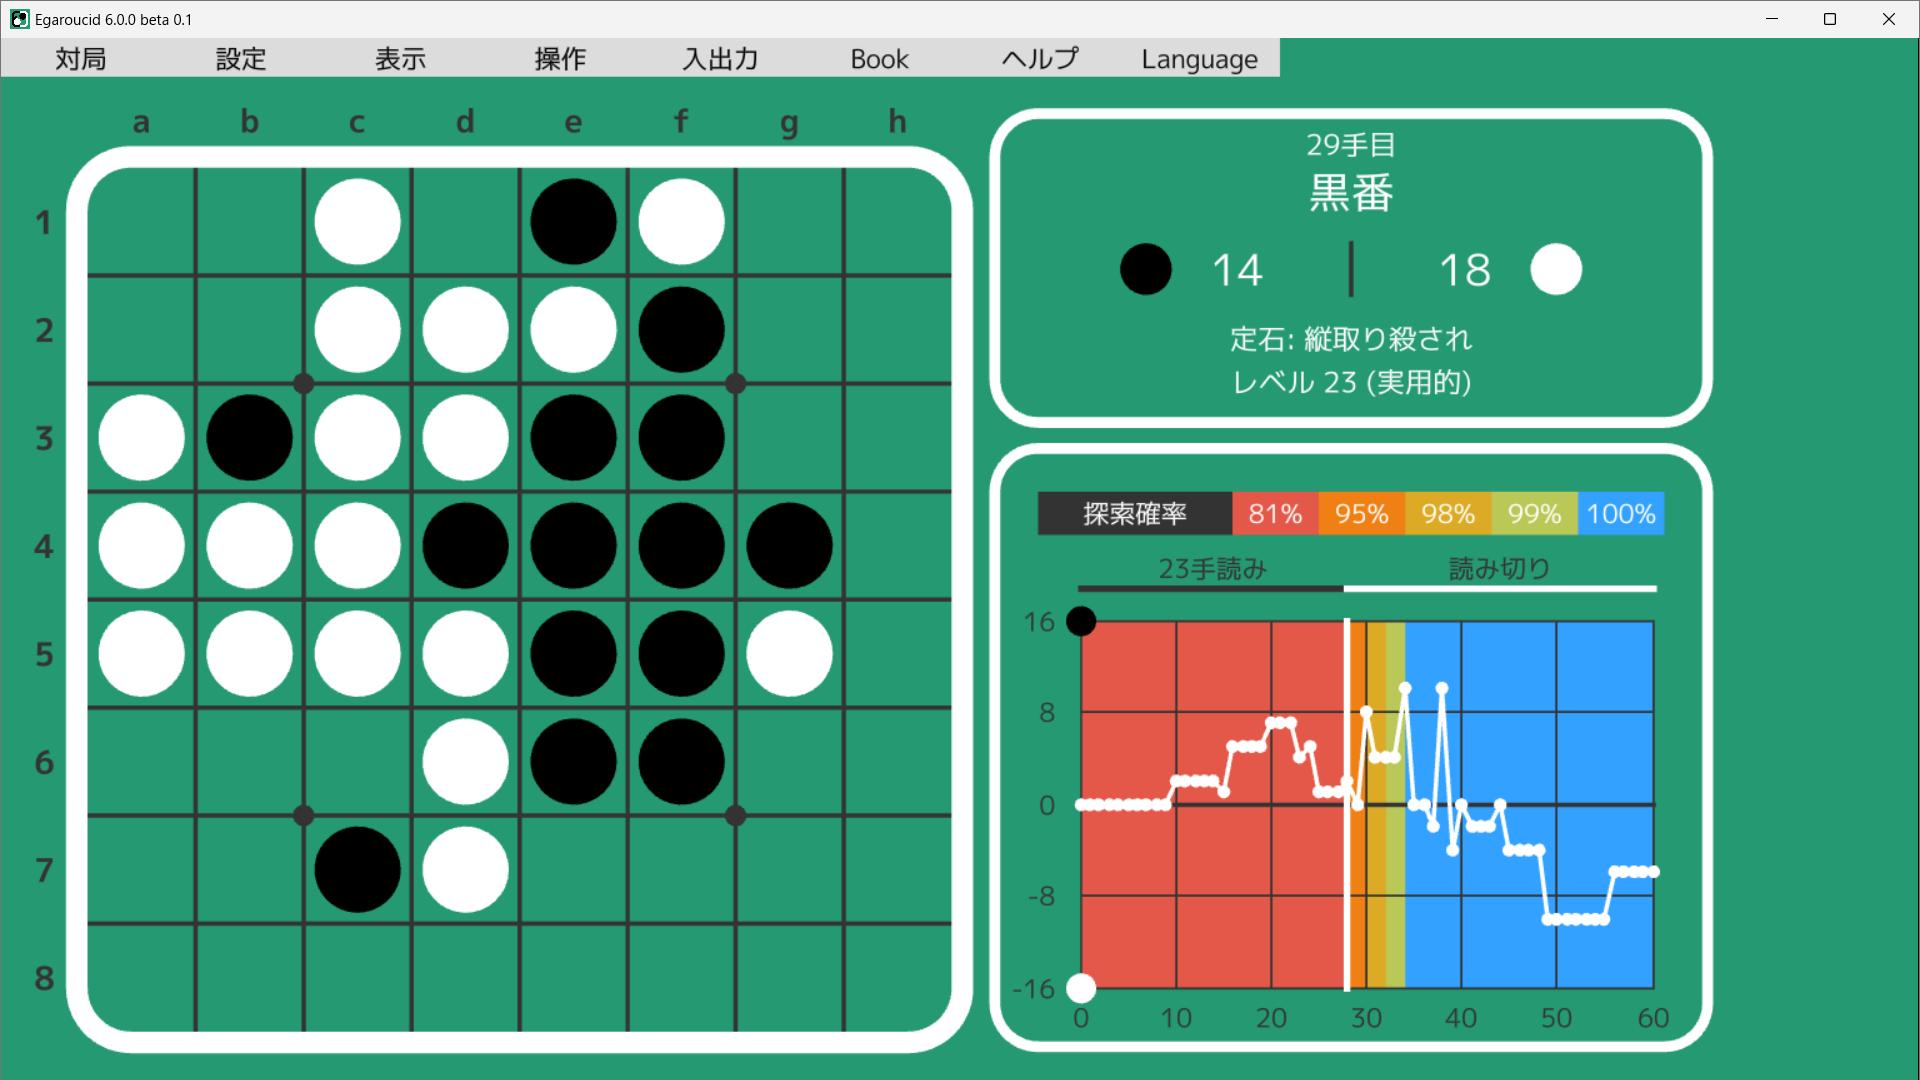 Egaroucid 6.0.0 beta 0.1
対局 設定 表示 操作 入出力 Book ヘルプ Language
a b c d e f g h
1
2
3
4
5
6
7
8
29手目
黒番
14 18
定石: 縦取り殺され
レベル 23 (実用的)
探索確率 81% 95% 98% 99% 100%
23手読み 読み切り
16
8
0
-8
-16
0 10 20 30 40 50 60